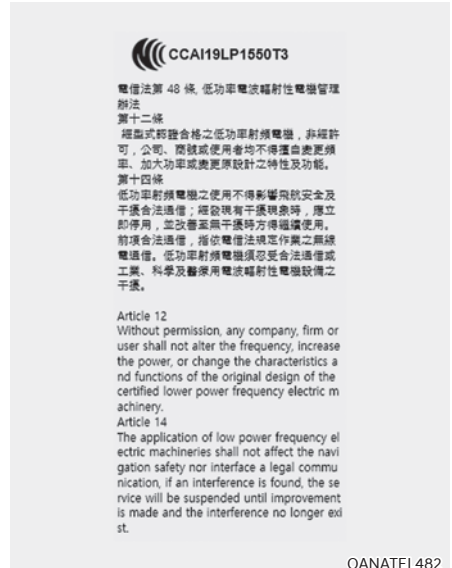 CCAI19LP1550T3
電信法第 48 條, 低功率電波輻射性電機管理
辦法
第十二條
經型式認證合格之低功率射頻電機，非經許
可，公司、商號或使用者均不得擅自變更頻
率、加大功率或變更原設計之特性及功能。
第十四條
低功率射頻電機之使用不得影響飛航安全及
干擾合法通信；經發現有干擾現象時，應立
即停用，並改善至無干擾時方得繼續使用。
前項合法通信，指依電信法規定作業之無線
電通信。低功率射頻電機須忍受合法通信或
工業、科學及醫療用電波輻射性電機設備之
干擾。
Article 12
Without permission, any company, firm or
user shall not alter the frequency, increase
the power, or change the characteristics a
nd functions of the original design of the
certified lower power frequency electric m
achinery.
Article 14
The application of low power frequency el
ectric machineries shall not affect the navi
gation safety nor interface a legal commu
nication, if an interference is found, the se
rvice will be suspended until improvement
is made and the interference no longer exi
st.
OANATEL482